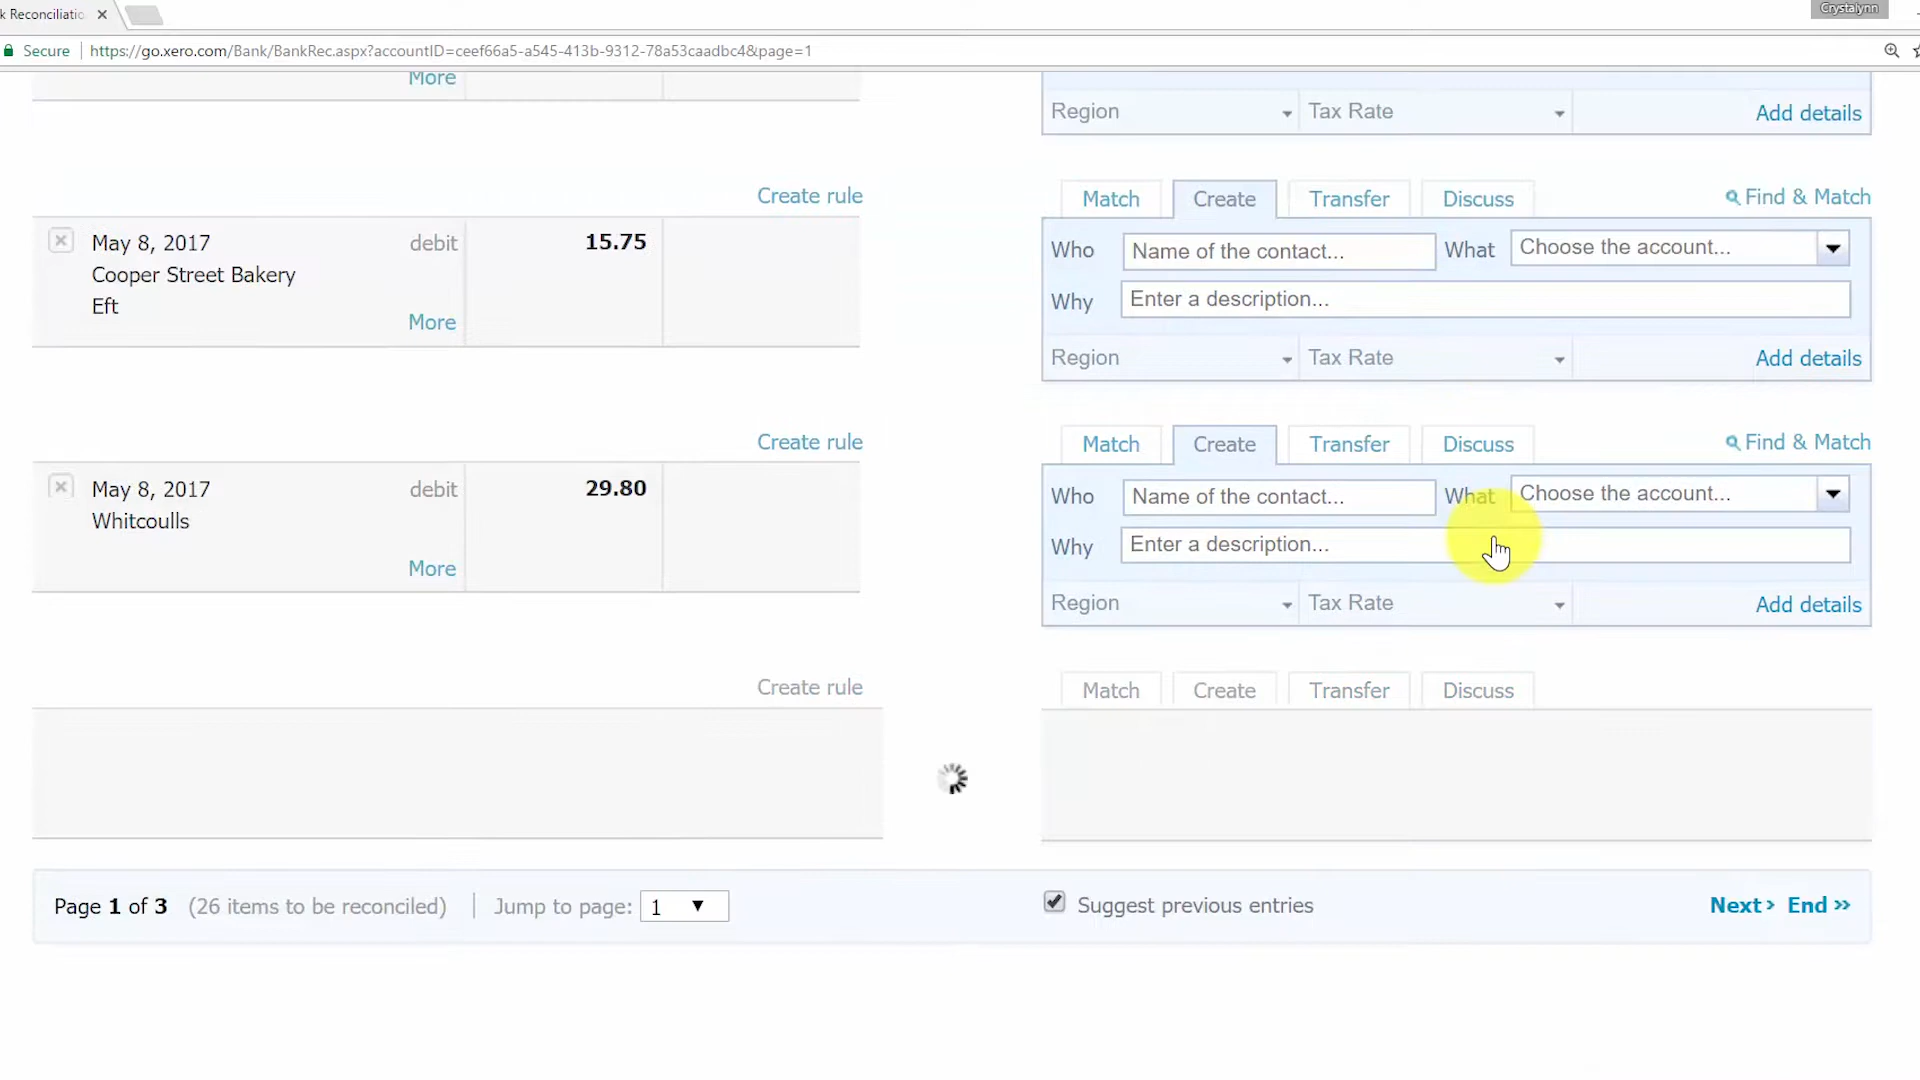 k Reconciliatio
Crystalynn
Secure https://go.xero.com/Bank/BankRec.aspx?accountID=ceef66a5-a545-413b-9312-78a53caadbc4&page=1
More
Region Tax Rate Add details
Create rule
Match Create Transfer Discuss Find & Match
May 8, 2017 debit 15.75
Cooper Street Bakery
Eft
More
Who Name of the contact... What Choose the account...
Why Enter a description...
Region Tax Rate Add details
Create rule
Match Create Transfer Discuss Find & Match
May 8, 2017 debit 29.80
Whitcoulls
More
Who Name of the contact... What Choose the account...
Why Enter a description...
Region Tax Rate Add details
Create rule
Match Create Transfer Discuss
Page 1 of 3 (26 items to be reconciled) Jump to page: 1
Suggest previous entries
Next › End »